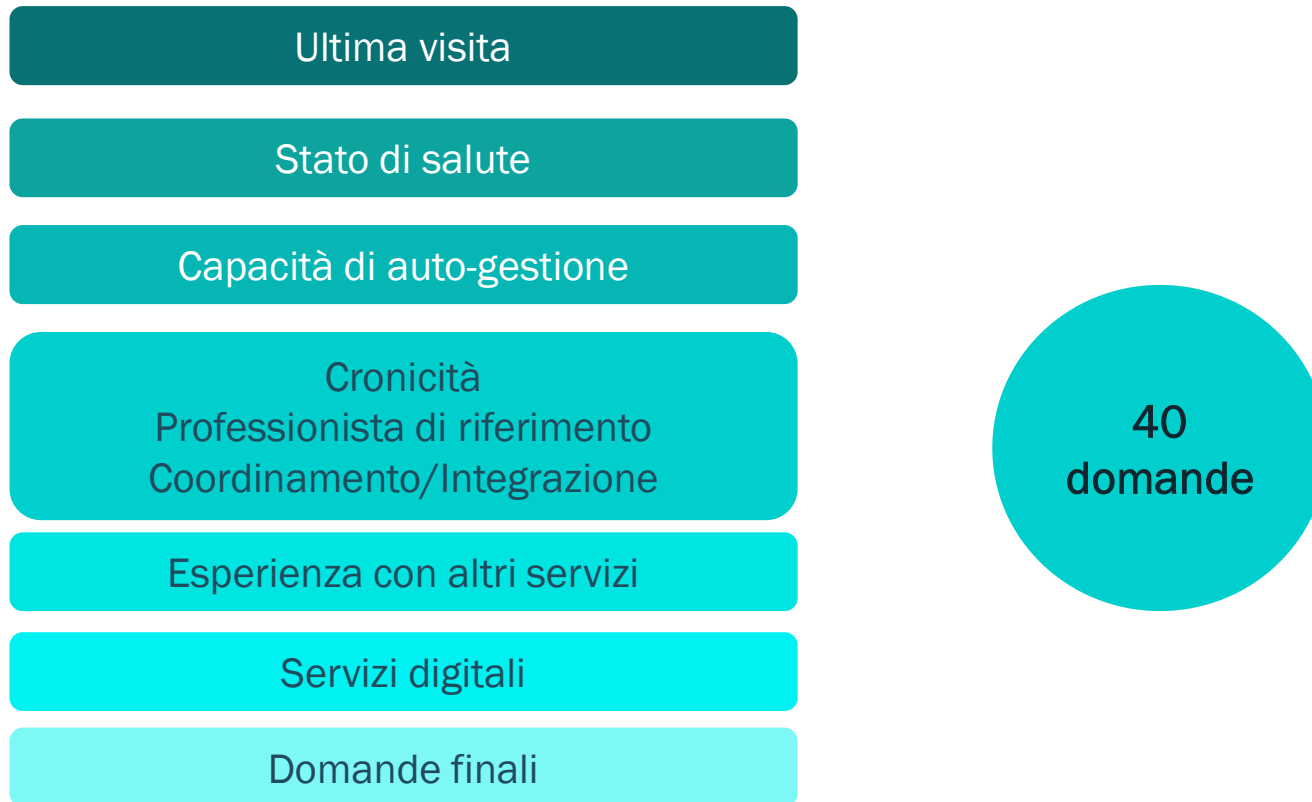 Ultima visita
Stato di salute
Capacità di auto-gestione
Cronicità
Professionista di riferimento
Coordinamento/Integrazione
Esperienza con altri servizi
Servizi digitali
Domande finali
40
domande